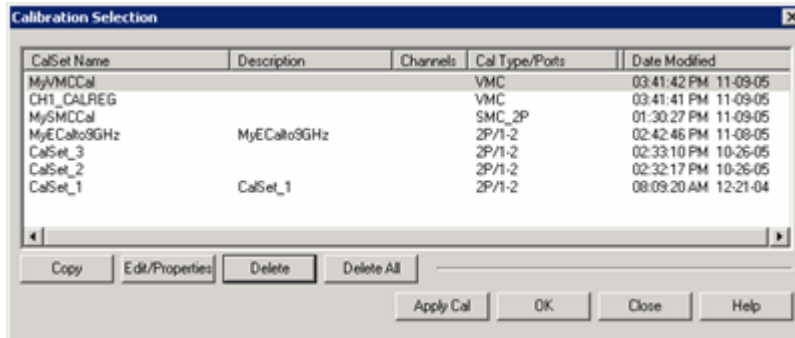 Calibration Selection
CalSet Name Description Channels Cal Type/Ports Date Modified
MyVMCCal VMC 03:41:42 PM 11-09-05
CH1_CALREG VMC 03:41:41 PM 11-09-05
MySMCCal SMC_2P 01:30:27 PM 11-09-05
MyECalto9GHz MyECalto9GHz 2P/1-2 02:42:46 PM 11-08-05
CalSet_3 2P/1-2 02:33:10 PM 10-26-05
CalSet_2 2P/1-2 02:32:17 PM 10-26-05
CalSet_1 CalSet_1 2P/1-2 08:09:20 AM 12-21-04
Copy Edit/Properties Delete Delete All
Apply Cal OK Close Help